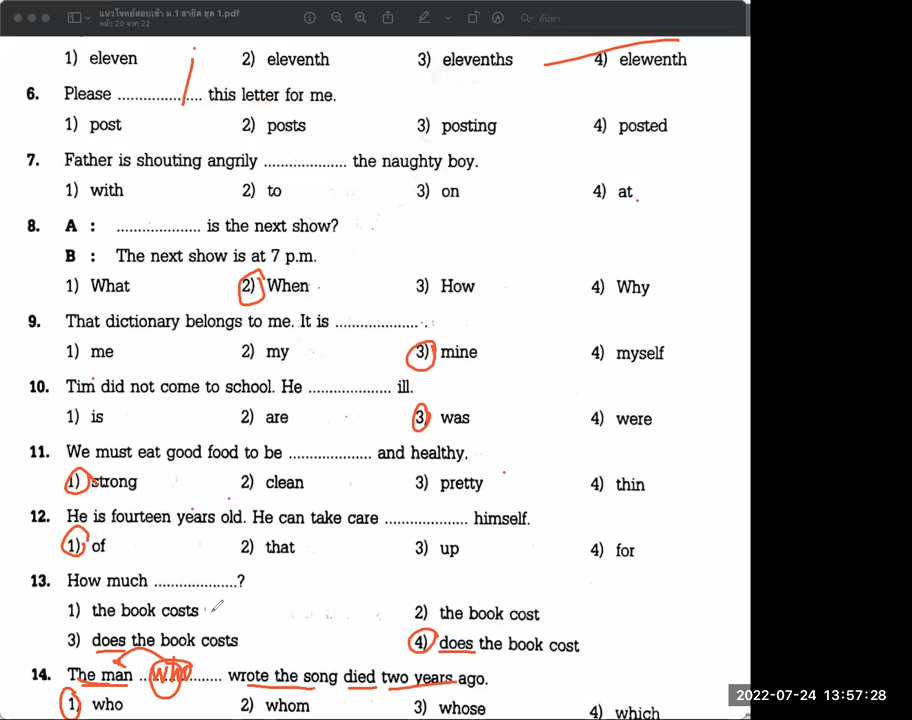 แนวโจทย์สอบเข้า ม.1 สาธิต ชุด 1.pdf
หน้า 20 จาก 22
ค้นหา
1) eleven 2) eleventh 3) elevenths 4) elewenth
6. Please ..................... this letter for me.
1) post 2) posts 3) posting 4) posted
7. Father is shouting angrily .................... the naughty boy.
1) with 2) to 3) on 4) at
8. A : .................... is the next show?
B : The next show is at 7 p.m.
1) What 2) When 3) How 4) Why
9. That dictionary belongs to me. It is .....................
1) me 2) my 3) mine 4) myself
10. Tim did not come to school. He .................... ill.
1) is 2) are 3) was 4) were
11. We must eat good food to be .................... and healthy.
1) strong 2) clean 3) pretty 4) thin
12. He is fourteen years old. He can take care .................... himself.
1) of 2) that 3) up 4) for
13. How much ....................?
1) the book costs 2) the book cost
3) does the book costs 4) does the book cost
14. The man ..who........ wrote the song died two years ago.
1) who 2) whom 3) whose 4) which
2022-07-24 13:57:28